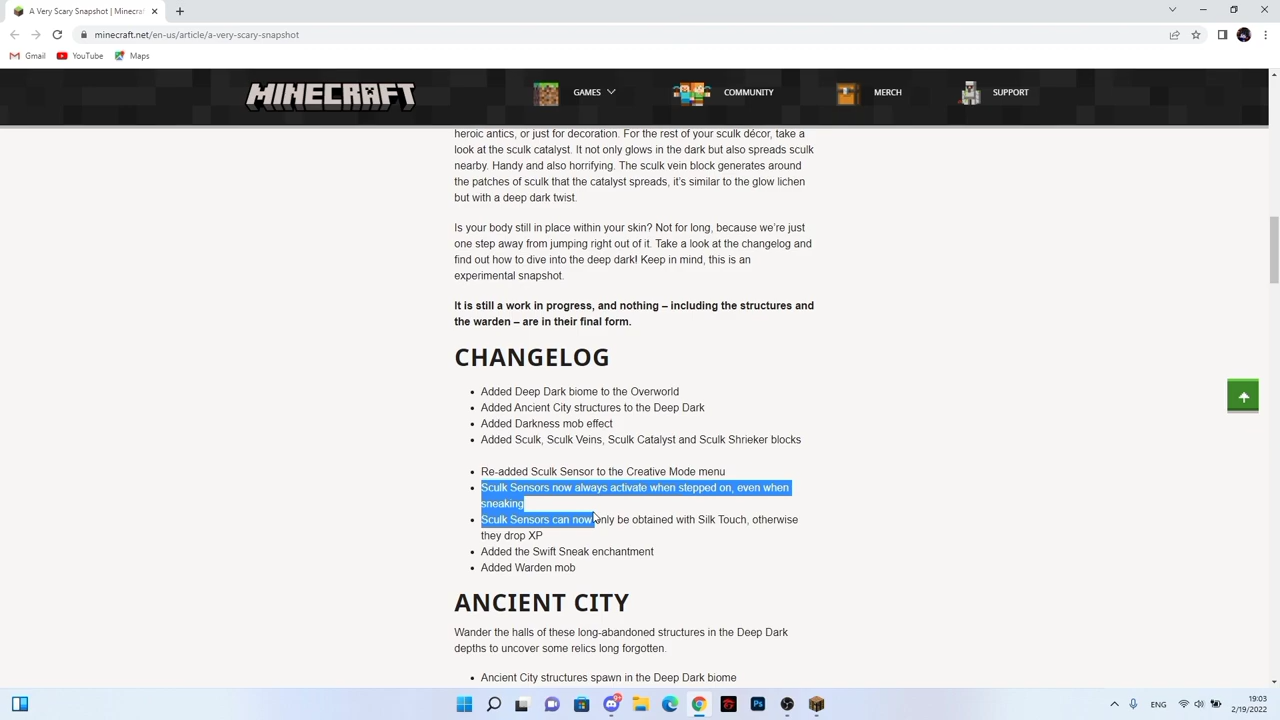 A Very Scary Snapshot | Minecraf
minecraft.net/en-us/article/a-very-scary-snapshot
Gmail YouTube Maps
MINECRAFT GAMES COMMUNITY MERCH SUPPORT
heroic antics, or just for decoration. For the rest of your sculk décor, take a
look at the sculk catalyst. It not only glows in the dark but also spreads sculk
nearby. Handy and also horrifying. The sculk vein block generates around
the patches of sculk that the catalyst spreads, it's similar to the glow lichen
but with a deep dark twist.
Is your body still in place within your skin? Not for long, because we're just
one step away from jumping right out of it. Take a look at the changelog and
find out how to dive into the deep dark! Keep in mind, this is an
experimental snapshot.
It is still a work in progress, and nothing – including the structures and
the warden – are in their final form.
CHANGELOG
• Added Deep Dark biome to the Overworld
• Added Ancient City structures to the Deep Dark
• Added Darkness mob effect
• Added Sculk, Sculk Veins, Sculk Catalyst and Sculk Shrieker blocks
• Re-added Sculk Sensor to the Creative Mode menu
• Sculk Sensors now always activate when stepped on, even when
sneaking
• Sculk Sensors can now only be obtained with Silk Touch, otherwise
they drop XP
• Added the Swift Sneak enchantment
• Added Warden mob
ANCIENT CITY
Wander the halls of these long-abandoned structures in the Deep Dark
depths to uncover some relics long forgotten.
• Ancient City structures spawn in the Deep Dark biome
ENG
19:03
2/19/2022